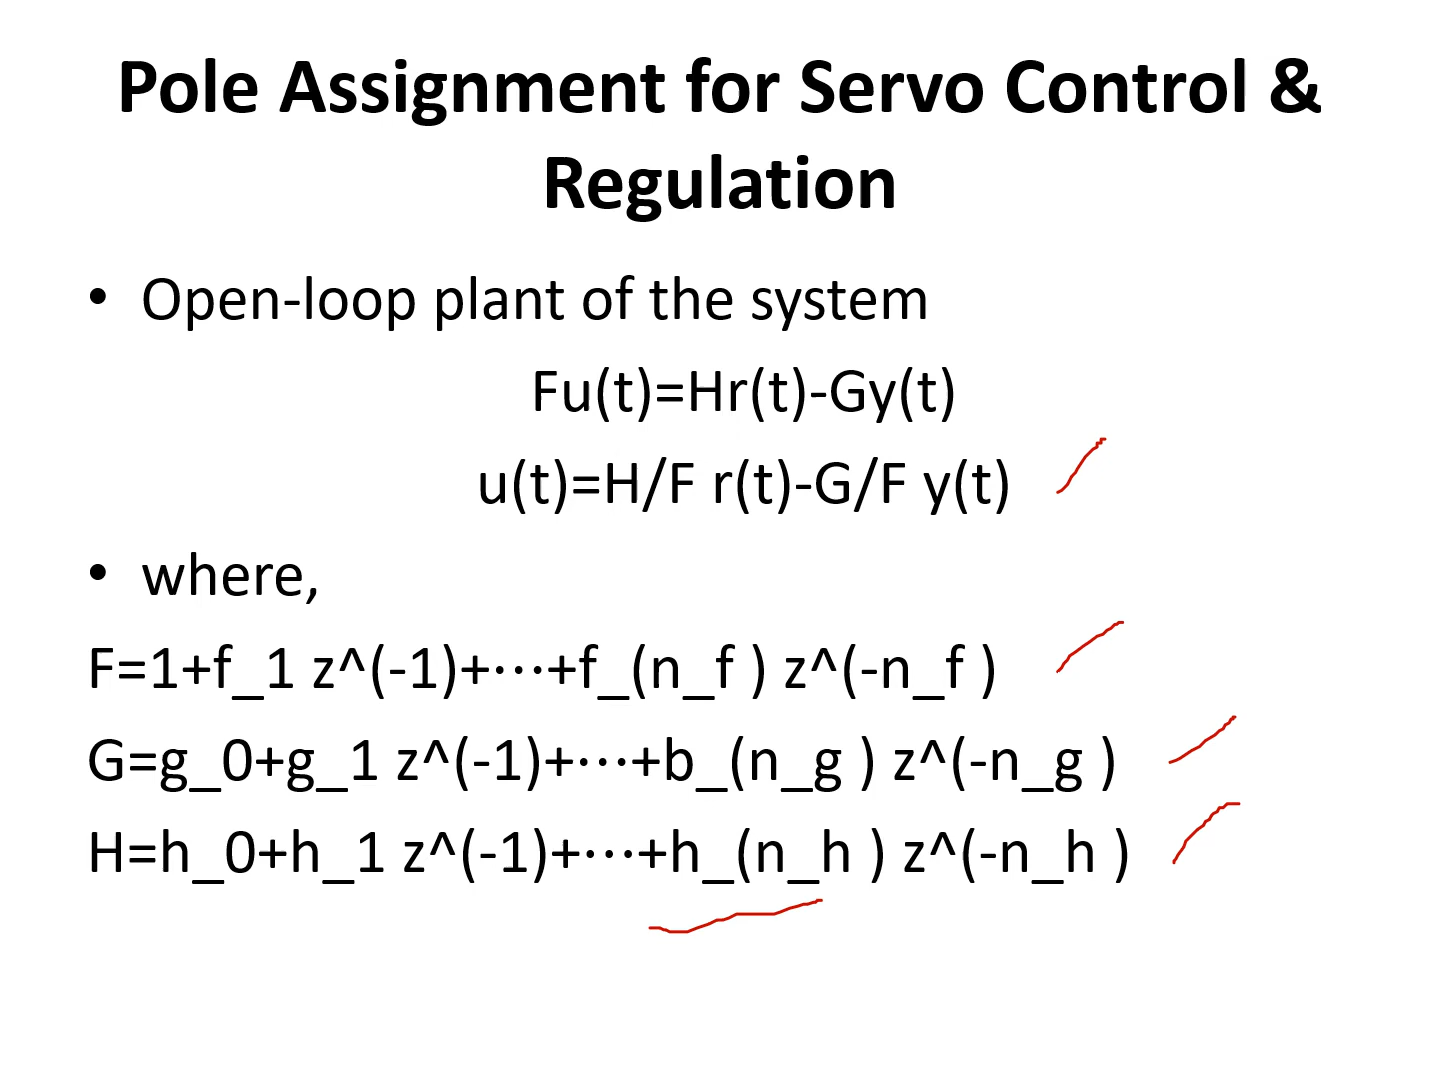 Pole Assignment for Servo Control &
Regulation
• Open-loop plant of the system
Fu(t)=Hr(t)-Gy(t)
u(t)=H/F r(t)-G/F y(t)
• where,
F=1+f_1 z^(-1)+⋯+f_(n_f ) z^(-n_f )
G=g_0+g_1 z^(-1)+⋯+b_(n_g ) z^(-n_g )
H=h_0+h_1 z^(-1)+⋯+h_(n_h ) z^(-n_h )